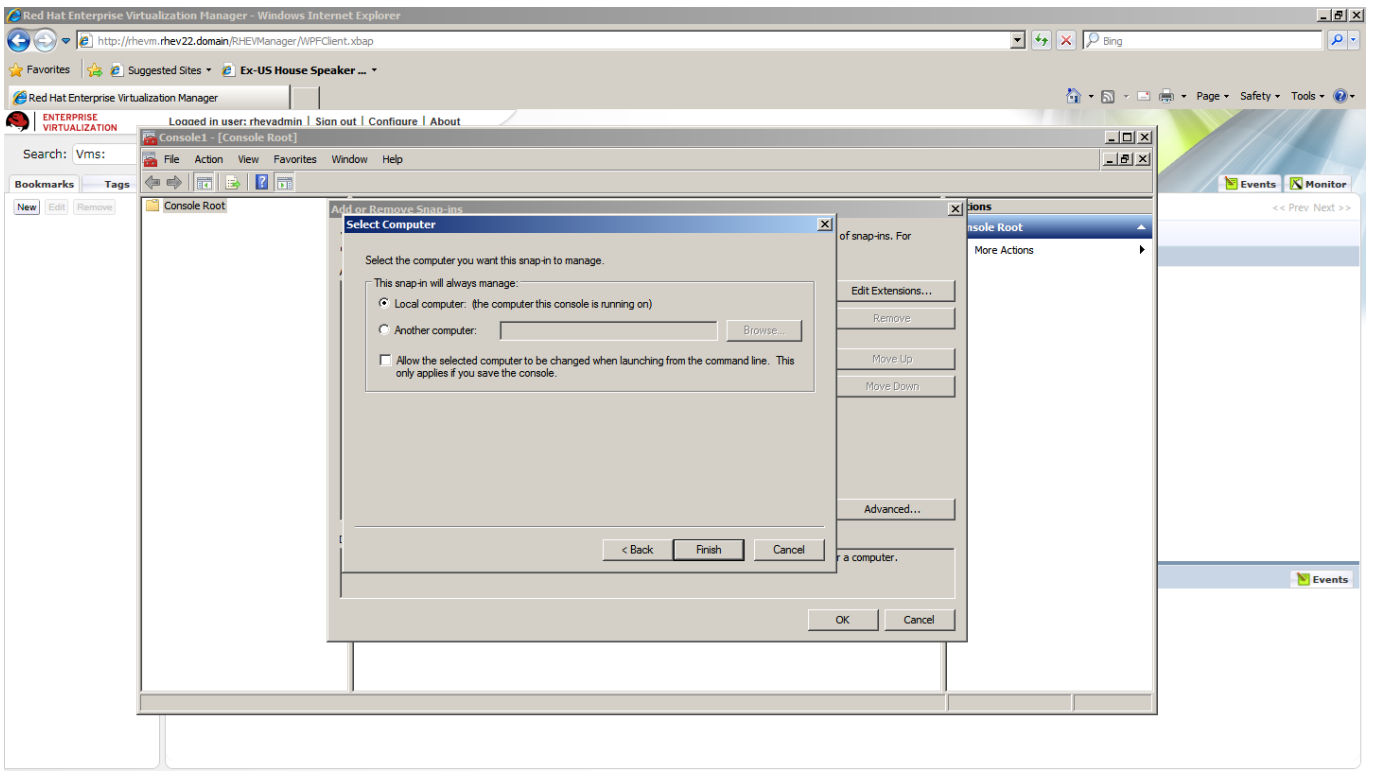 Red Hat Enterprise Virtualization Manager - Windows Internet Explorer
http://rhevm.rhev22.domain/RHEVManager/WPFClient.xbap
Bing
Favorites
Suggested Sites
Ex-US House Speaker ...
Red Hat Enterprise Virtualization Manager
Page
Safety
Tools
ENTERPRISE
VIRTUALIZATION
Logged in user: rhevadmin | Sign out | Configure | About
Search:
Vms:
Bookmarks
Tags
Events
Monitor
New
Edit
Remove
<< Prev Next >>
Console1 - [Console Root]
File
Action
View
Favorites
Window
Help
Console Root
Add or Remove Snap-ins
of snap-ins. For
Edit Extensions...
Remove
Move Up
Move Down
Advanced...
r a computer.
OK
Cancel
Select Computer
Select the computer you want this snap-in to manage.
This snap-in will always manage:
Local computer: (the computer this console is running on)
Another computer:
Browse...
Allow the selected computer to be changed when launching from the command line. This
only applies if you save the console.
< Back
Finish
Cancel
tions
nsole Root
More Actions
Events